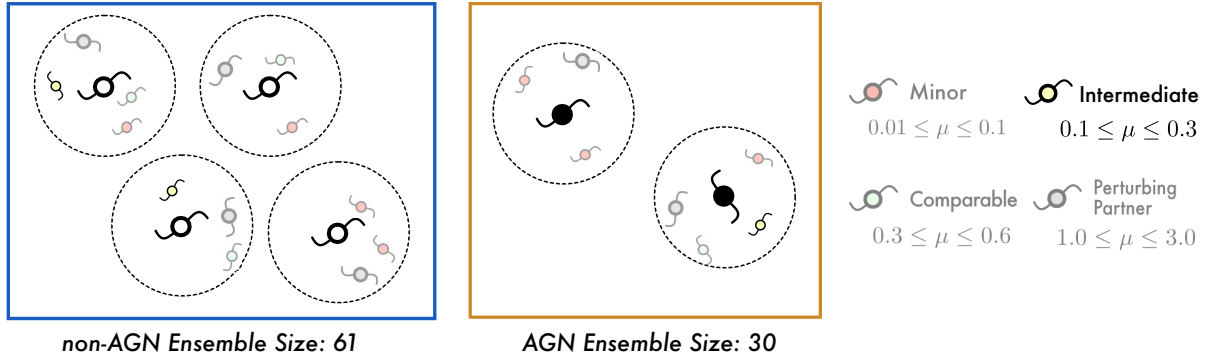 Minor
0.01 ≤ μ ≤ 0.1
Intermediate
0.1 ≤ μ ≤ 0.3
Comparable
0.3 ≤ μ ≤ 0.6
Perturbing
Partner
1.0 ≤ μ ≤ 3.0
non-AGN Ensemble Size: 61
AGN Ensemble Size: 30